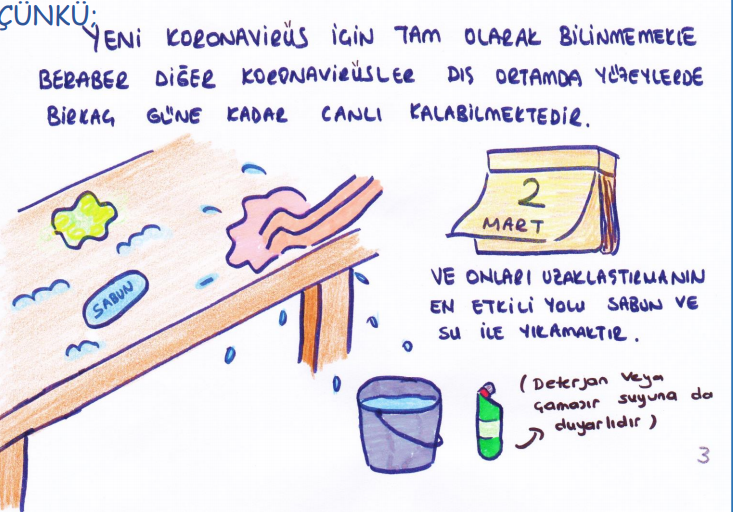 ÇÜNKÜ;
YENİ KORONAVİRÜS İÇİN TAM OLARAK BİLİNMEMEKLE
BERABER DİĞER KORONAVİRÜSLER DIŞ ORTAMDA YÜZEYLERDE
BİRKAÇ GÜNE KADAR CANLI KALABİLMEKTEDİR.
2
MART
SABUN
VE ONLARI UZAKLAŞTIRMANIN
EN ETKİLİ YOLU SABUN VE
SU İLE YIKAMAKTIR.
(Deterjan veya
çamaşır suyuna da
duyarlıdır)
3